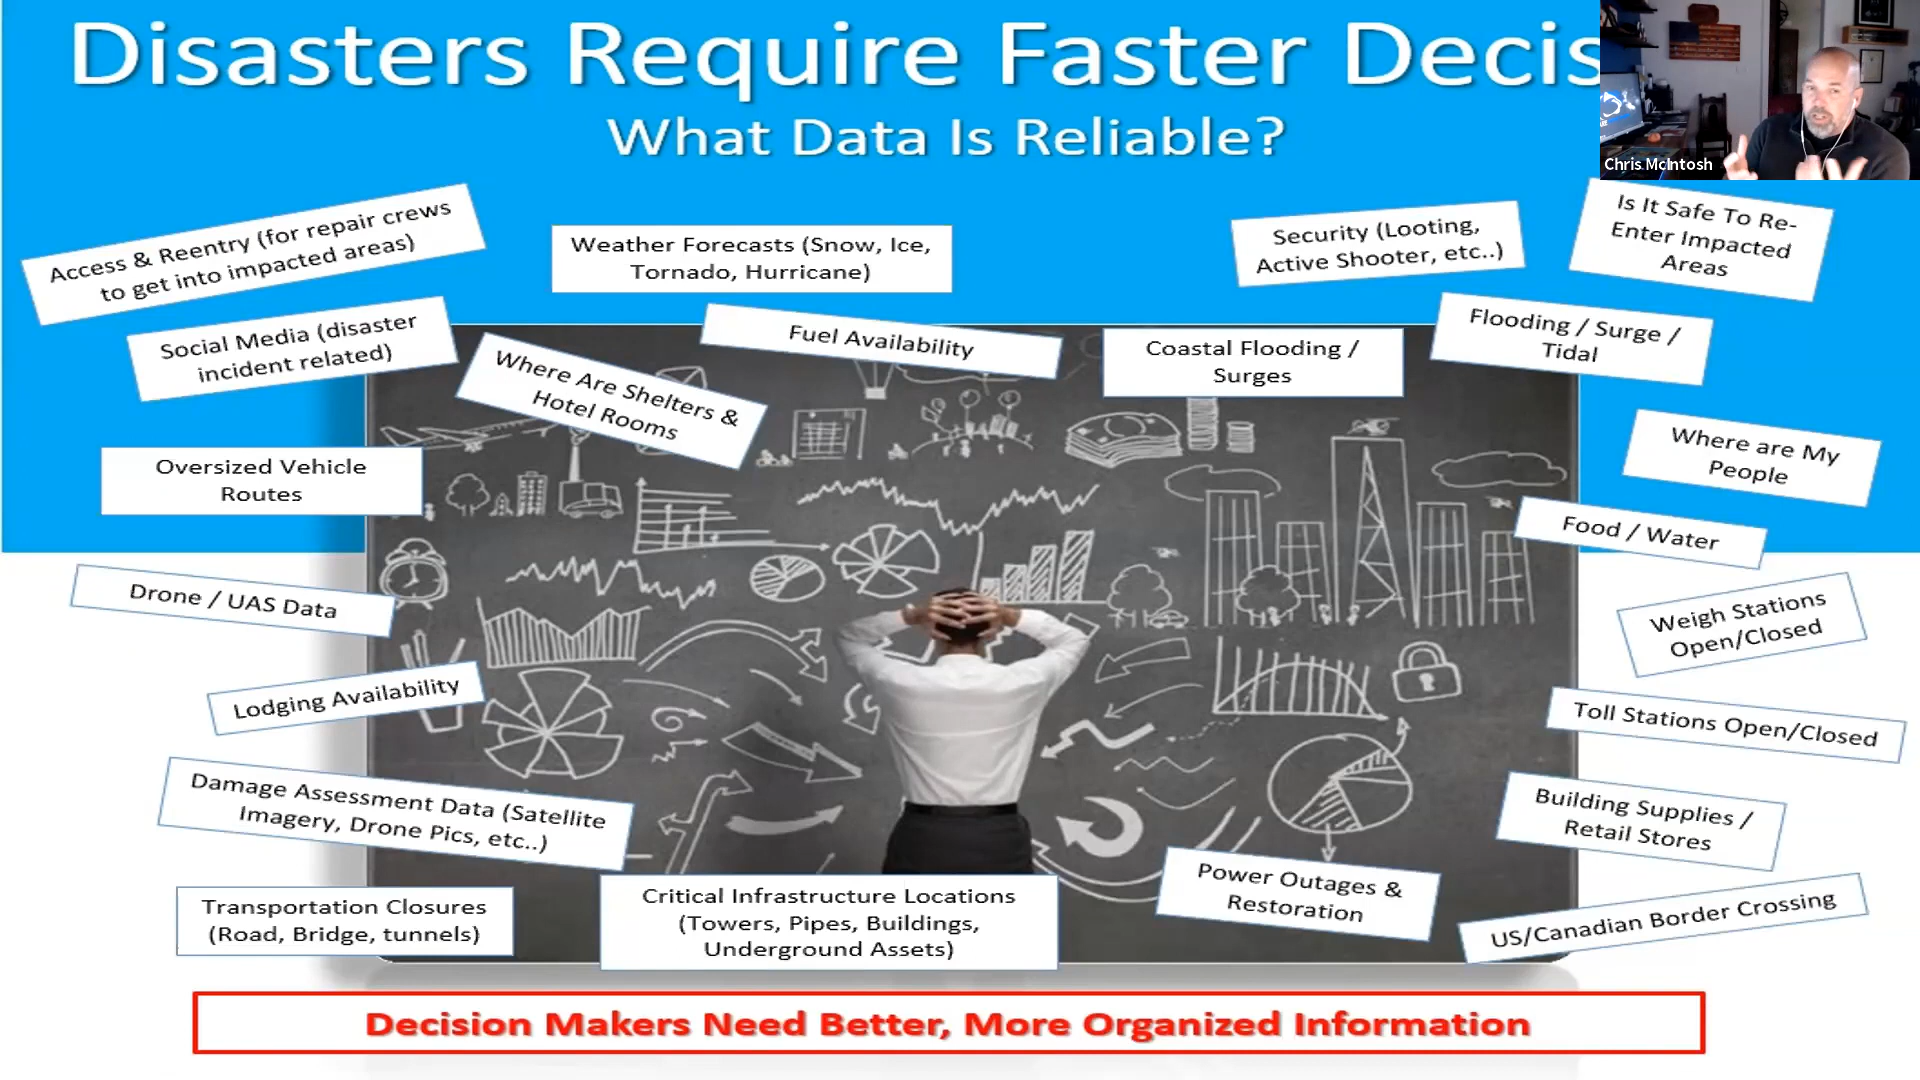 Disasters Require Faster Decis
What Data Is Reliable?
Chris McIntosh
Access & Reentry (for repair crews
to get into impacted areas)
Weather Forecasts (Snow, Ice,
Tornado, Hurricane)
Security (Looting,
Active Shooter, etc..)
Is It Safe To Re-
Enter Impacted
Areas
Social Media (disaster
incident related)
Where Are Shelters &
Hotel Rooms
Fuel Availability
Coastal Flooding /
Surges
Flooding / Surge /
Tidal
Where are My
People
Oversized Vehicle
Routes
Food / Water
Drone / UAS Data
Weigh Stations
Open/Closed
Lodging Availability
Toll Stations Open/Closed
Damage Assessment Data (Satellite
Imagery, Drone Pics, etc..)
Building Supplies /
Retail Stores
Transportation Closures
(Road, Bridge, tunnels)
Critical Infrastructure Locations
(Towers, Pipes, Buildings,
Underground Assets)
Power Outages &
Restoration
US/Canadian Border Crossing
Decision Makers Need Better, More Organized Information